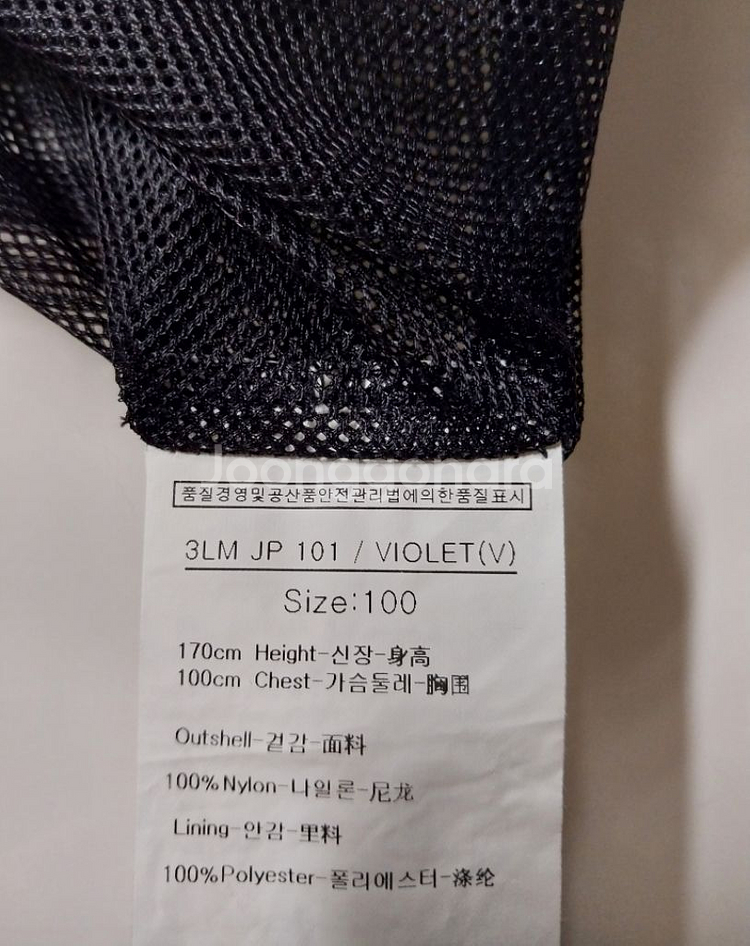 Joonggonara
품질경영및공산품안전관리법에의한품질표시
3LM JP 101 / VIOLET(V)
Size:100
170cm Height-신장-身高
100cm Chest-가슴둘레-胸围
Outshell-겉감-面料
100%Nylon-나일론-尼龙
Lining-안감-里料
100%Polyester-폴리에스터-涤纶